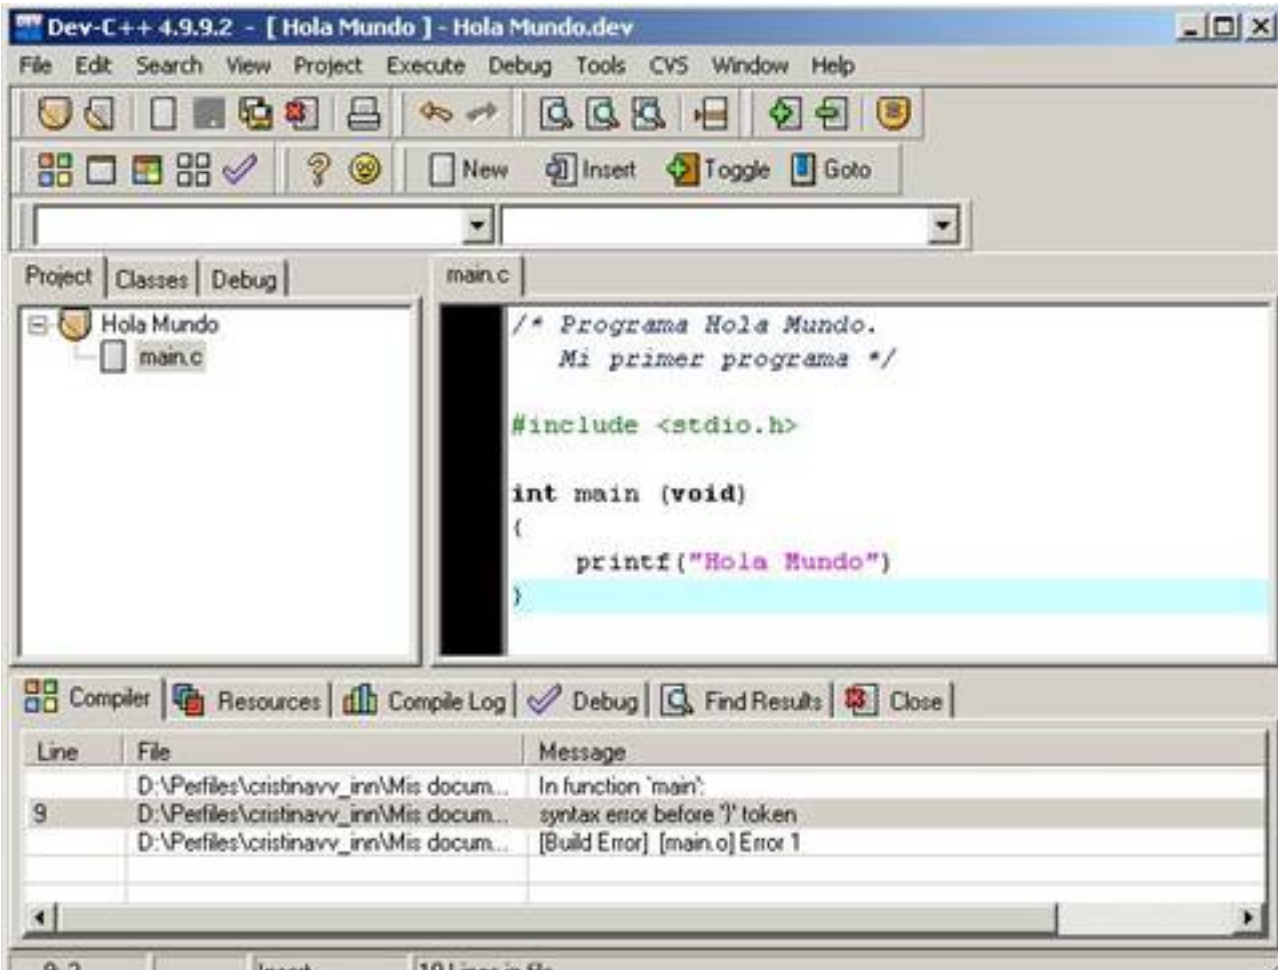 Dev-C++ 4.9.9.2 - [ Hola Mundo ] - Hola Mundo.dev
File Edit Search View Project Execute Debug Tools CVS Window Help
New Insert Toggle Goto
Project Classes Debug
Hola Mundo
main.c
main.c
/* Programa Hola Mundo.
Mi primer programa */
#include <stdio.h>
int main (void)
{
printf("Hola Mundo")
}
Compiler Resources Compile Log Debug Find Results Close
Line File Message
D:\Perfiles\cristinavv_inn\Mis docum... In function `main':
9 D:\Perfiles\cristinavv_inn\Mis docum... syntax error before '}' token
D:\Perfiles\cristinavv_inn\Mis docum... [Build Error] [main.o] Error 1
Insert